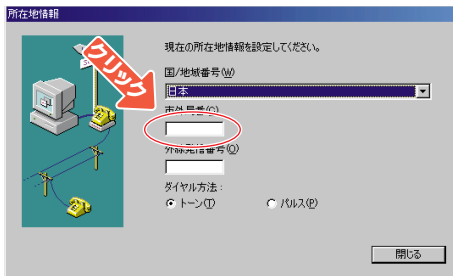 所在地情報
現在の所在地情報を設定してください。
国/地域番号(W)
日本
クリック
市外局番(C)
外線発信番号(O)
ダイヤル方法:
トーン(T)
パルス(P)
閉じる